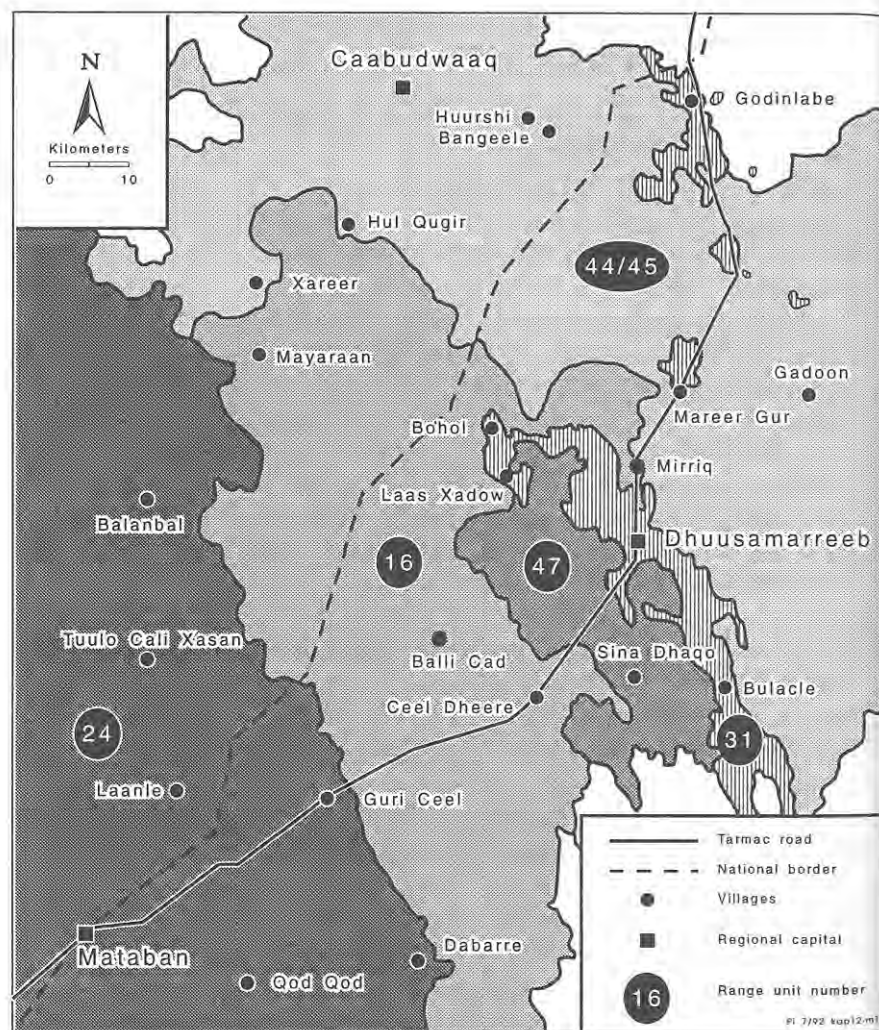 N
Kilometers
0 10
Caabudwaaq
Godinlabe
Huurshi
Bangeele
Hul Qugir
44/45
Xareer
Mayaraan
Gadoon
Mareer Gur
Bohol
Mirriq
Laas Xadow
Balanbal
Dhuusamarreeb
16
47
Tuulo Cali Xasan
Balli Cad
Sina Dhaqo
Bulacle
Ceel Dheere
24
31
Laanle
Guri Ceel
Mataban
Dabarre
Qod Qod
Tarmac road
National border
Villages
Regional capital
16
Range unit number